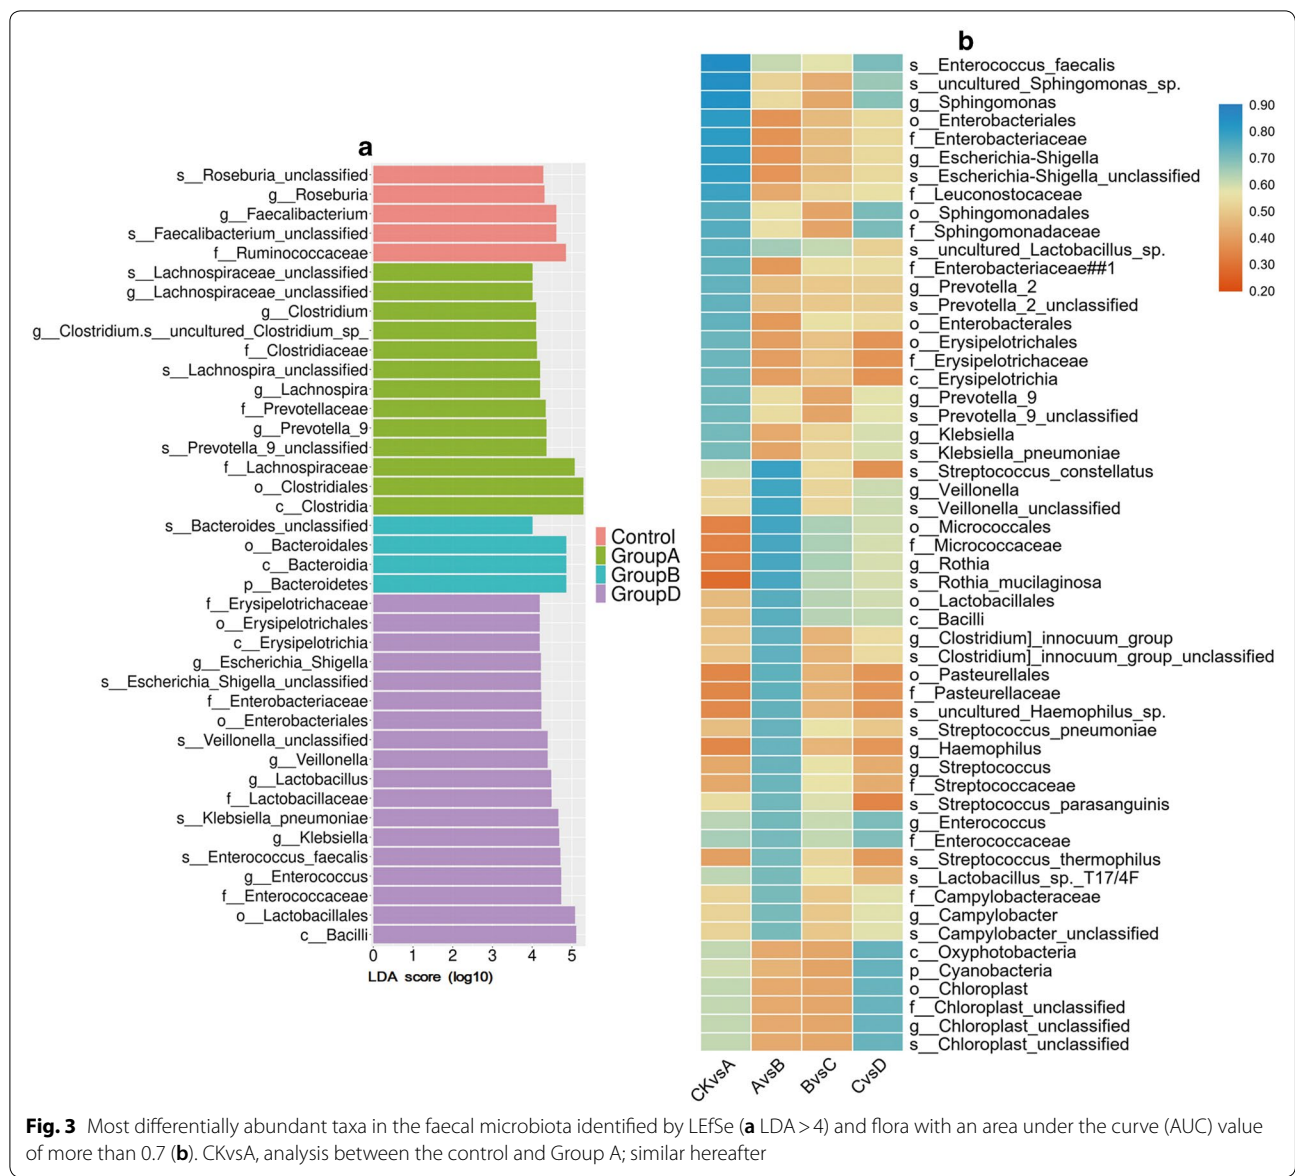 a
s__Roseburia_unclassified
g__Roseburia
g__Faecalibacterium
s__Faecalibacterium_unclassified
f__Ruminococcaceae
s__Lachnospiraceae_unclassified
g__Lachnospiraceae_unclassified
g__Clostridium
g__Clostridium.s__uncultured_Clostridium_sp_
f__Clostridiaceae
s__Lachnospira_unclassified
g__Lachnospira
f__Prevotellaceae
g__Prevotella_9
s__Prevotella_9_unclassified
f__Lachnospiraceae
o__Clostridiales
c__Clostridia
s__Bacteroides_unclassified
o__Bacteroidales
c__Bacteroidia
p__Bacteroidetes
f__Erysipelotrichaceae
o__Erysipelotrichales
c__Erysipelotrichia
g__Escherichia_Shigella
s__Escherichia_Shigella_unclassified
f__Enterobacteriaceae
o__Enterobacteriales
s__Veillonella_unclassified
g__Veillonella
g__Lactobacillus
f__Lactobacillaceae
s__Klebsiella_pneumoniae
g__Klebsiella
s__Enterococcus_faecalis
g__Enterococcus
f__Enterococcaceae
o__Lactobacillales
c__Bacilli
0 1 2 3 4 5
LDA score (log10)
Control
GroupA
GroupB
GroupD
b
s__Enterococcus_faecalis
s__uncultured_Sphingomonas_sp.
g__Sphingomonas
o__Enterobacteriales
f__Enterobacteriaceae
g__Escherichia-Shigella
s__Escherichia-Shigella_unclassified
f__Leuconostocaceae
o__Sphingomonadales
f__Sphingomonadaceae
s__uncultured_Lactobacillus_sp.
f__Enterobacteriaceae##1
g__Prevotella_2
s__Prevotella_2_unclassified
o__Enterobacterales
o__Erysipelotrichales
f__Erysipelotrichaceae
c__Erysipelotrichia
g__Prevotella_9
s__Prevotella_9_unclassified
g__Klebsiella
s__Klebsiella_pneumoniae
s__Streptococcus_constellatus
g__Veillonella
s__Veillonella_unclassified
o__Micrococcales
f__Micrococcaceae
g__Rothia
s__Rothia_mucilaginosa
o__Lactobacillales
c__Bacilli
g__Clostridium]_innocuum_group
s__Clostridium]_innocuum_group_unclassified
o__Pasteurellales
f__Pasteurellaceae
s__uncultured_Haemophilus_sp.
s__Streptococcus_pneumoniae
g__Haemophilus
g__Streptococcus
f__Streptococcaceae
s__Streptococcus_parasanguinis
g__Enterococcus
f__Enterococcaceae
s__Streptococcus_thermophilus
s__Lactobacillus_sp._T17/4F
f__Campylobacteraceae
g__Campylobacter
s__Campylobacter_unclassified
c__Oxyphotobacteria
p__Cyanobacteria
o__Chloroplast
f__Chloroplast_unclassified
g__Chloroplast_unclassified
s__Chloroplast_unclassified
CKvsA AvsB BvsC CvsD
0.90
0.80
0.70
0.60
0.50
0.40
0.30
0.20
Fig. 3 Most differentially abundant taxa in the faecal microbiota identified by LEfSe (a LDA > 4) and flora with an area under the curve (AUC) value
of more than 0.7 (b). CKvsA, analysis between the control and Group A; similar hereafter